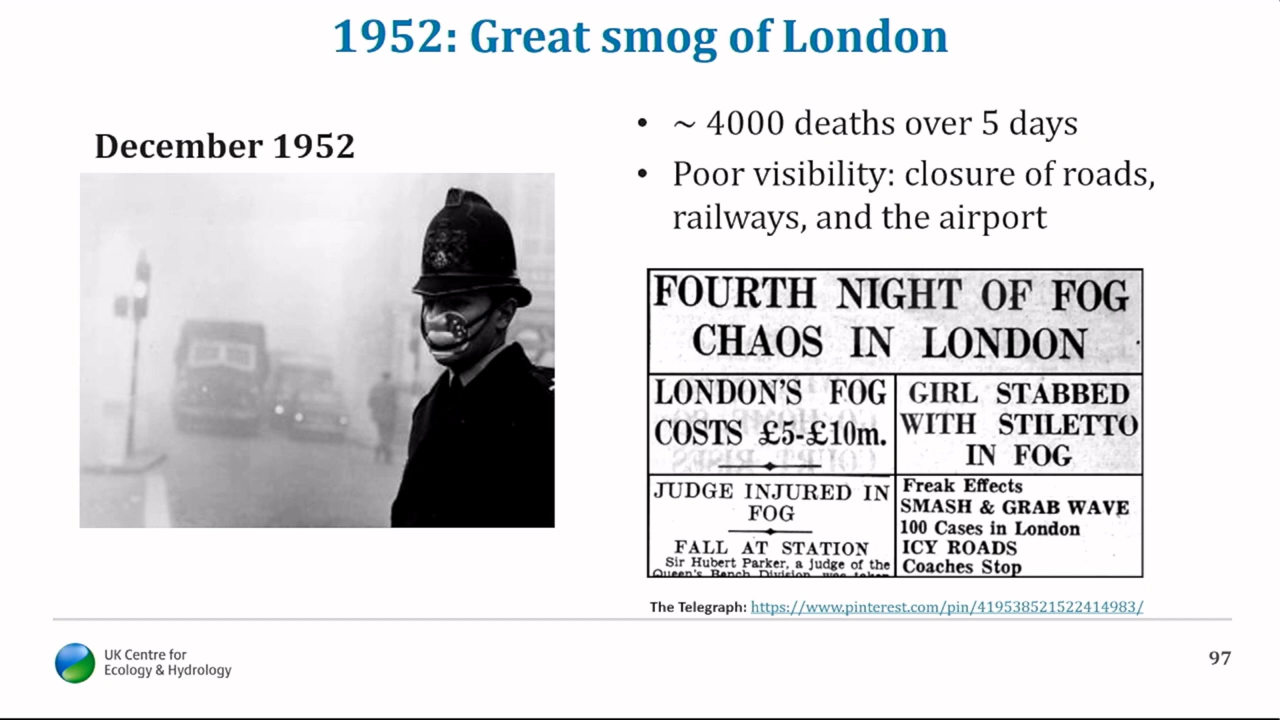 1952: Great smog of London
December 1952
• ~ 4000 deaths over 5 days
• Poor visibility: closure of roads,
railways, and the airport
FOURTH NIGHT OF FOG
CHAOS IN LONDON
LONDON'S FOG
COSTS £5-£10m.
JUDGE INJURED IN
FOG
FALL AT STATION
Sir Hubert Parker, a judge of the
Queen's Bench Division, was taken
GIRL STABBED
WITH STILETTO
IN FOG
Freak Effects
SMASH & GRAB WAVE
100 Cases in London
ICY ROADS
Coaches Stop
The Telegraph: https://www.pinterest.com/pin/419538521522414983/
UK Centre for
Ecology & Hydrology
97